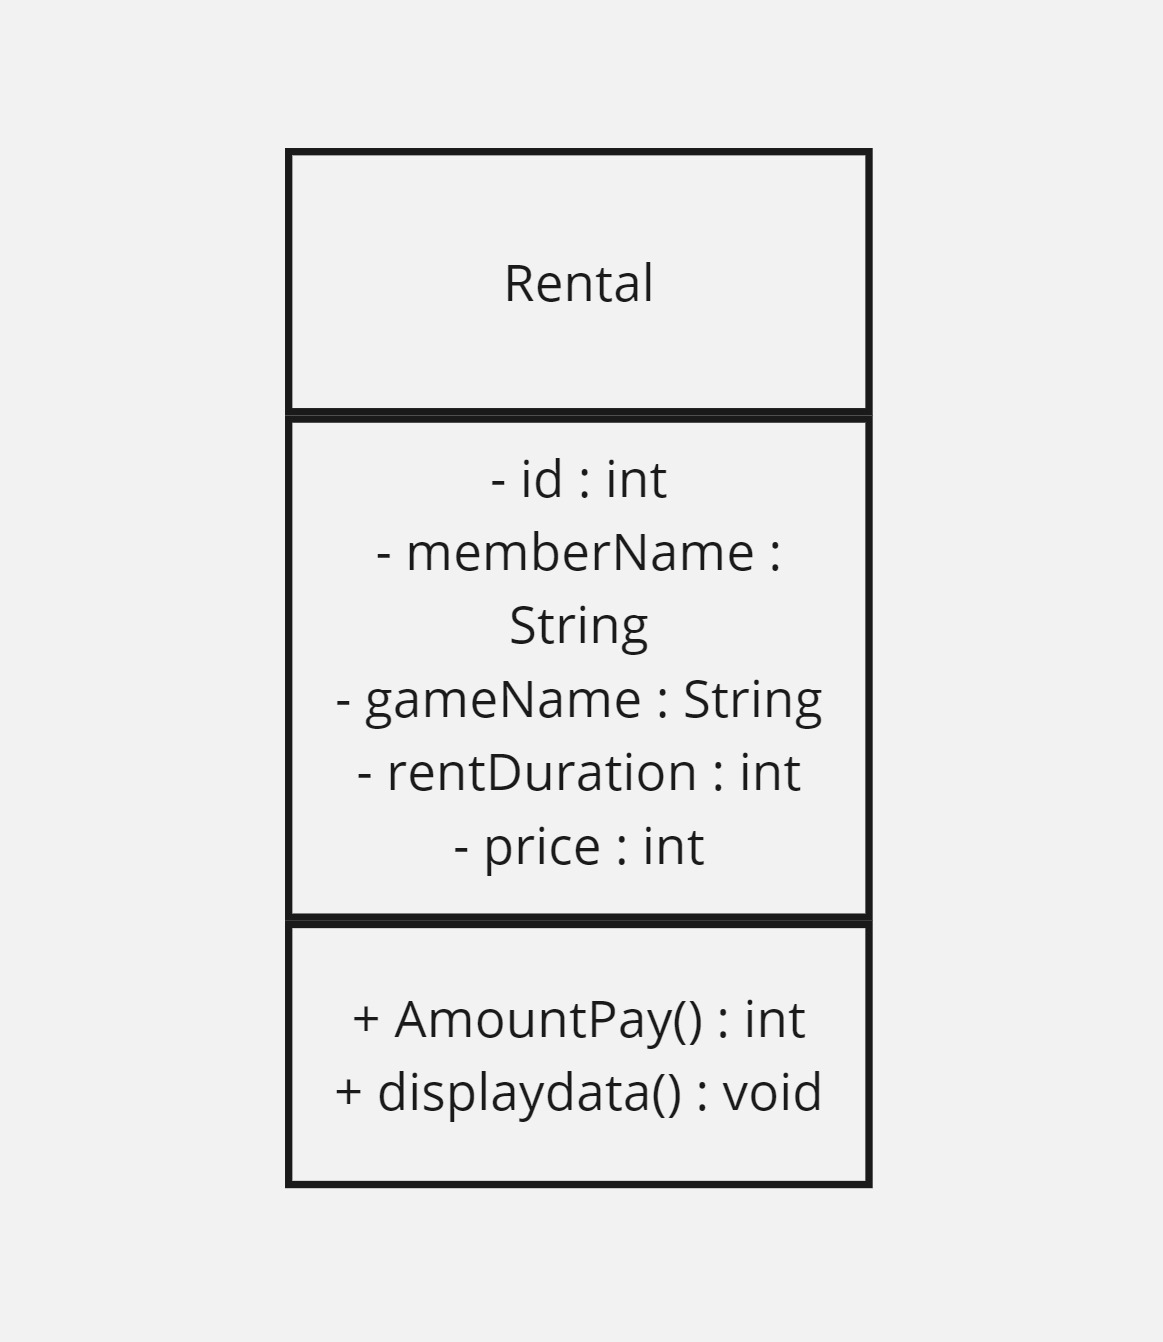 Rental
- id : int
- memberName :
String
- gameName : String
- rentDuration : int
- price : int
+ AmountPay() : int
+ displaydata() : void